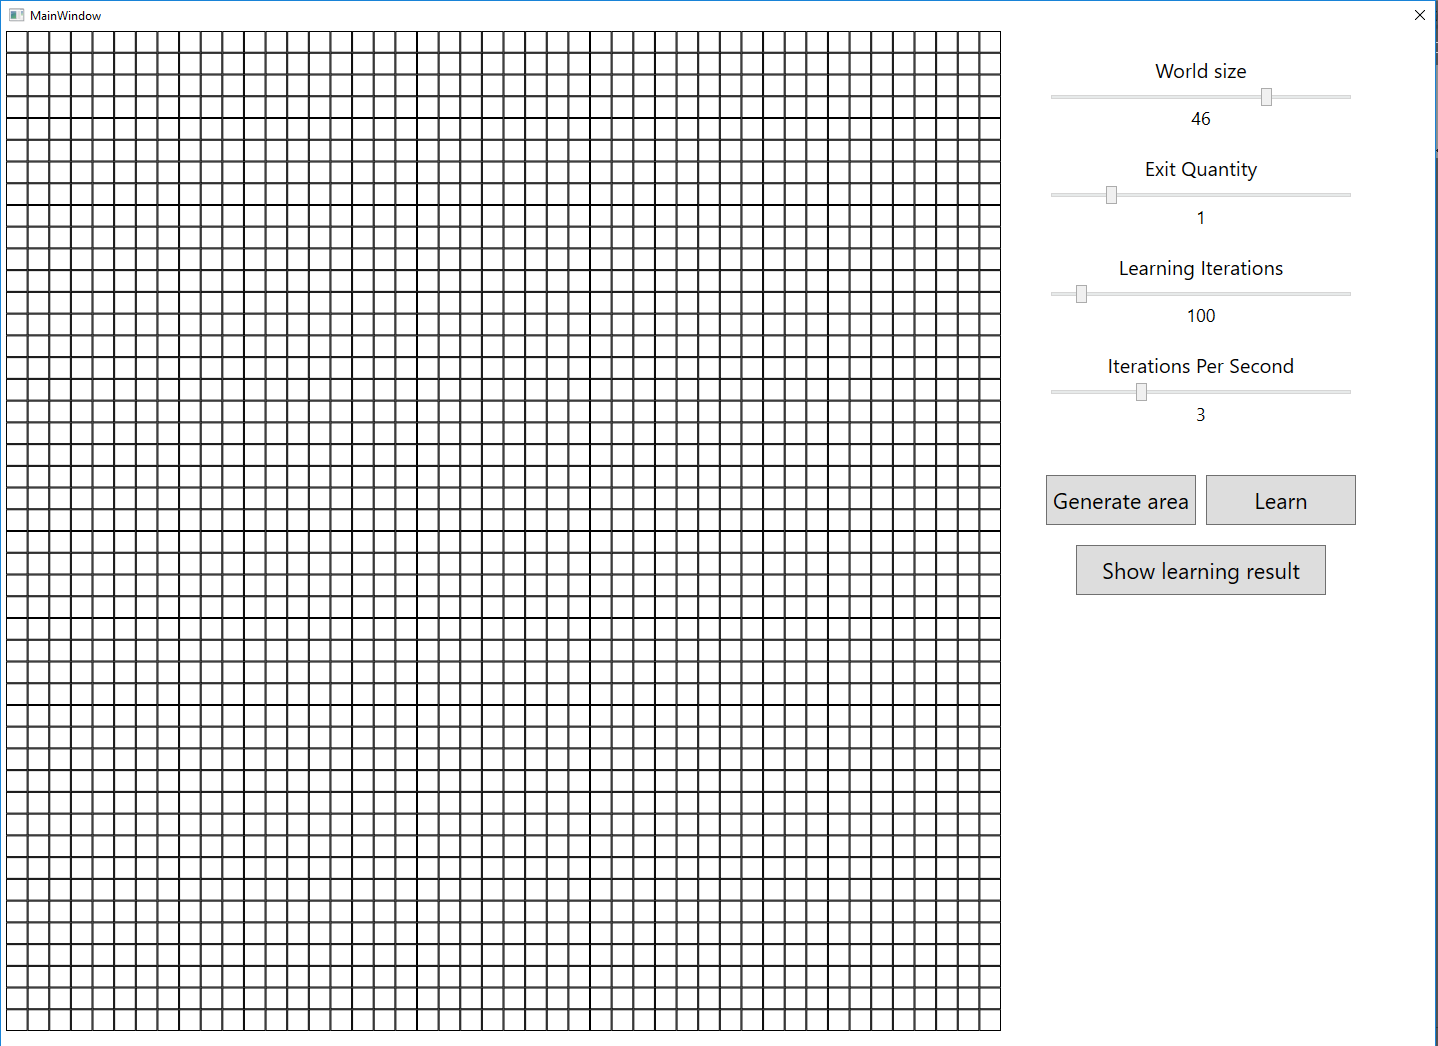 MainWindow
World size
46
Exit Quantity
1
Learning Iterations
100
Iterations Per Second
3
Generate area
Learn
Show learning result